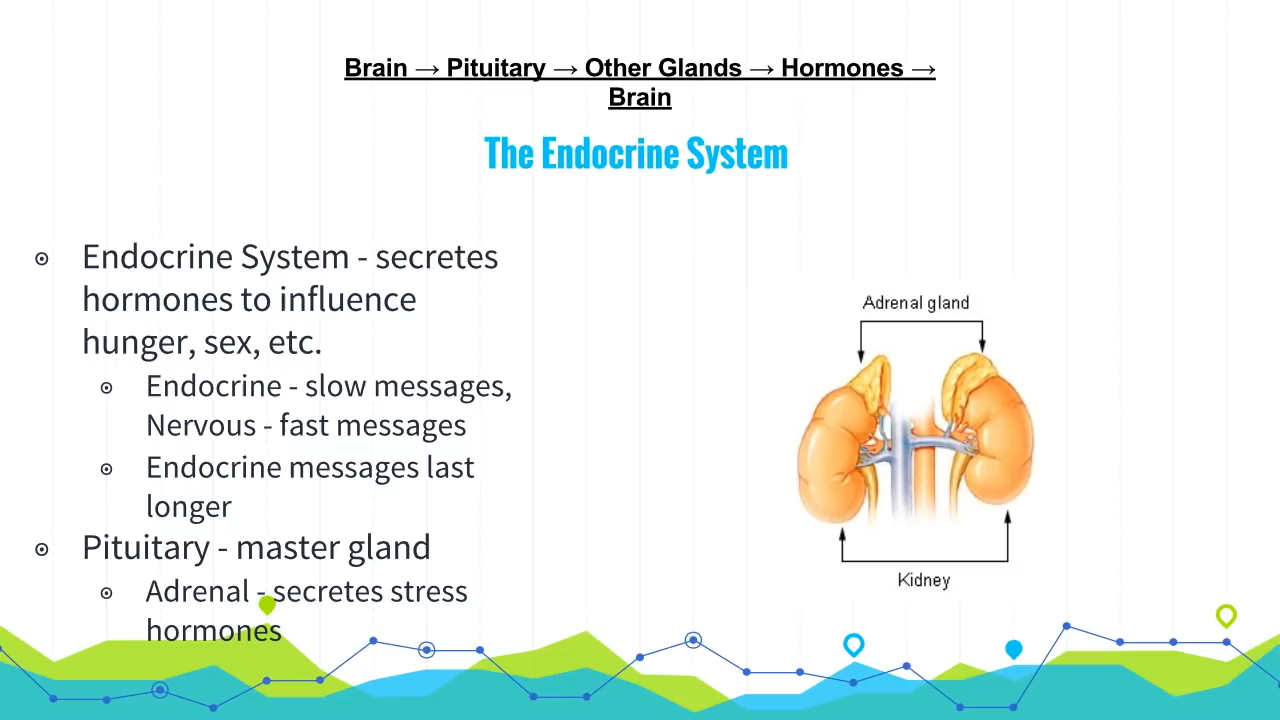 Brain → Pituitary → Other Glands → Hormones →
Brain
The Endocrine System
Endocrine System - secretes
hormones to influence
hunger, sex, etc.
Endocrine - slow messages,
Nervous - fast messages
Endocrine messages last
longer
Pituitary - master gland
Adrenal - secretes stress
hormones
Adrenal gland
Kidney